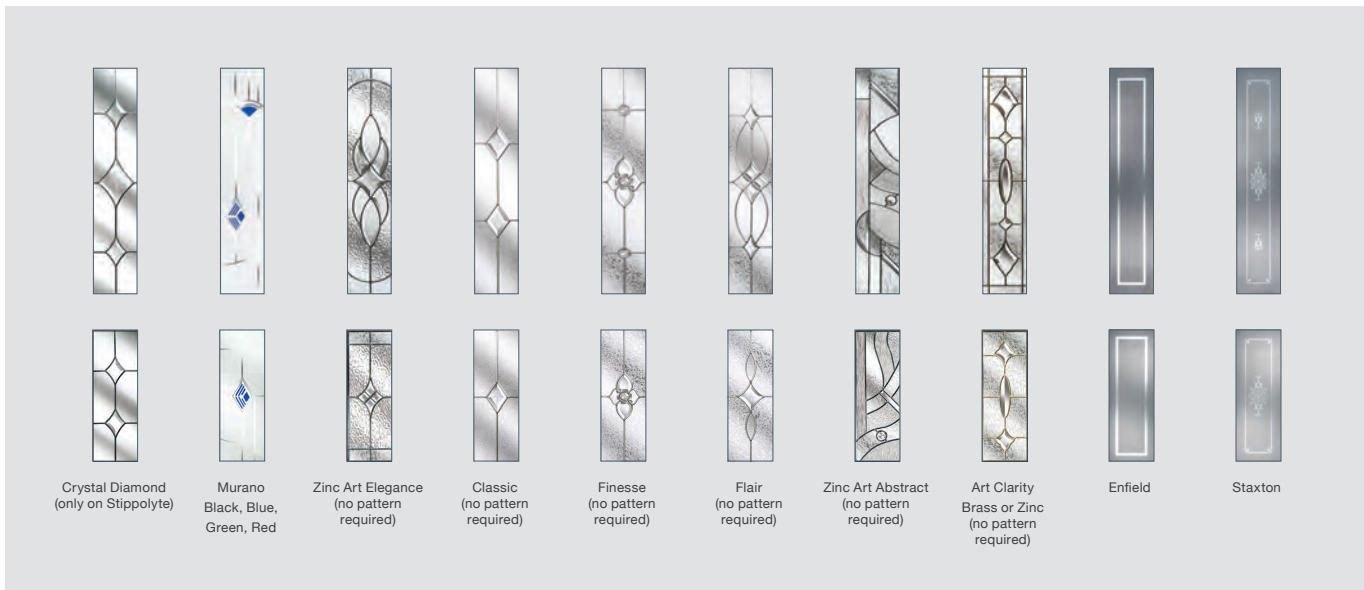 Crystal Diamond
(only on Stippolyte)
Murano
Black, Blue,
Green, Red
Zinc Art Elegance
(no pattern
required)
Classic
(no pattern
required)
Finesse
(no pattern
required)
Flair
(no pattern
required)
Zinc Art Abstract
(no pattern
required)
Art Clarity
Brass or Zinc
(no pattern
required)
Enfield
Staxton